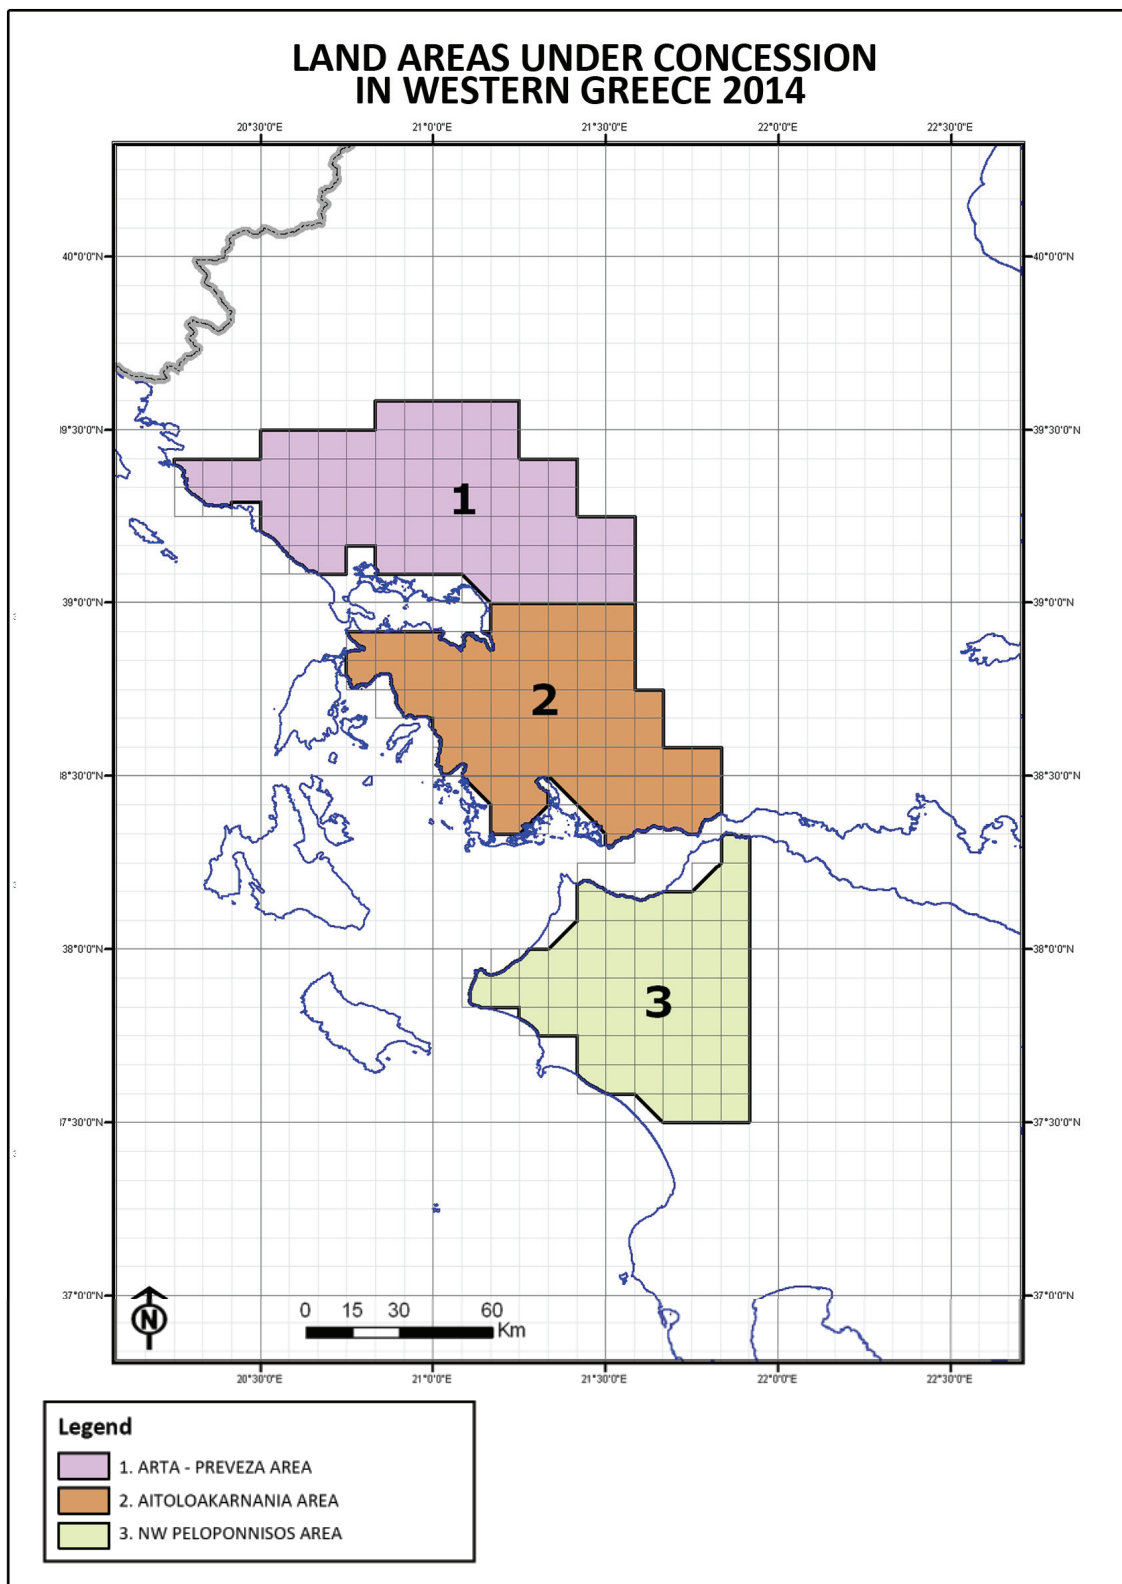 LAND AREAS UNDER CONCESSION
IN WESTERN GREECE 2014
20°30'0"E 21°0'0"E 21°30'0"E 22°0'0"E 22°30'0"E
40°0'0"N 40°0'0"N
39°30'0"N
1
39°0'0"N 39°0'0"N
2
38°30'0"N
38°0'0"N 38°0'0"N
3
37°30'0"N
37°0'0"N 37°0'0"N
N
0 15 30 60
Km
20°30'0"E 21°0'0"E 21°30'0"E 22°0'0"E 22°30'0"E
Legend
1. ARTA - PREVEZA AREA
2. AITOLOAKARNANIA AREA
3. NW PELOPONNISOS AREA